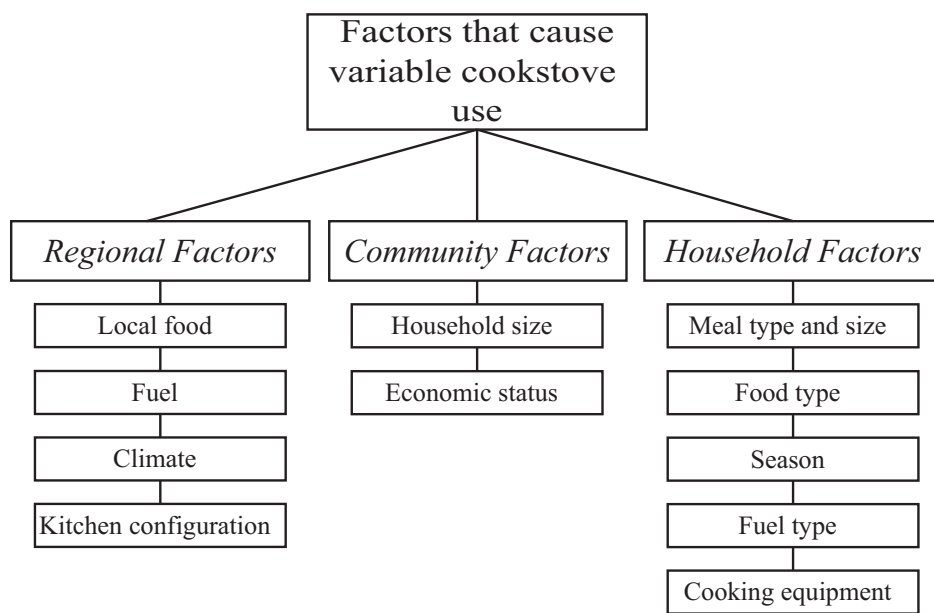 Factors that cause
variable cookstove
use
Regional Factors
Local food
Fuel
Climate
Kitchen configuration
Community Factors
Household size
Economic status
Household Factors
Meal type and size
Food type
Season
Fuel type
Cooking equipment